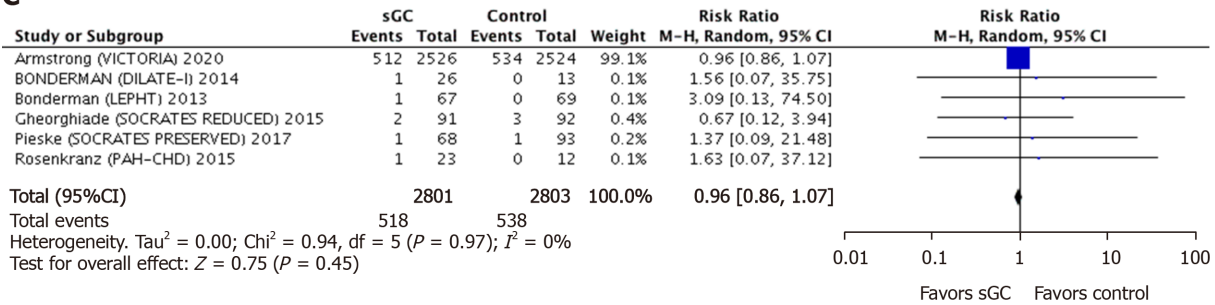 C
sGC Control Risk Ratio Risk Ratio
Study or Subgroup Events Total Events Total Weight M-H, Random, 95% CI M-H, Random, 95% CI
Armstrong (VICTORIA) 2020 512 2526 534 2524 99.1% 0.96 [0.86, 1.07]
BONDERMAN (DILATE-I) 2014 1 26 0 13 0.1% 1.56 [0.07, 35.75]
Bonderman (LEPHT) 2013 1 67 0 69 0.1% 3.09 [0.13, 74.50]
Gheorghiade (SOCRATES REDUCED) 2015 2 91 3 92 0.4% 0.67 [0.12, 3.94]
Pieske (SOCRATES PRESERVED) 2017 1 68 1 93 0.2% 1.37 [0.09, 21.48]
Rosenkranz (PAH-CHD) 2015 1 23 0 12 0.1% 1.63 [0.07, 37.12]
Total (95%CI) 2801 2803 100.0% 0.96 [0.86, 1.07]
Total events 518 538
Heterogeneity. Tau² = 0.00; Chi² = 0.94, df = 5 (P = 0.97); I² = 0%
Test for overall effect: Z = 0.75 (P = 0.45)
0.01 0.1 1 10 100
Favors sGC Favors control